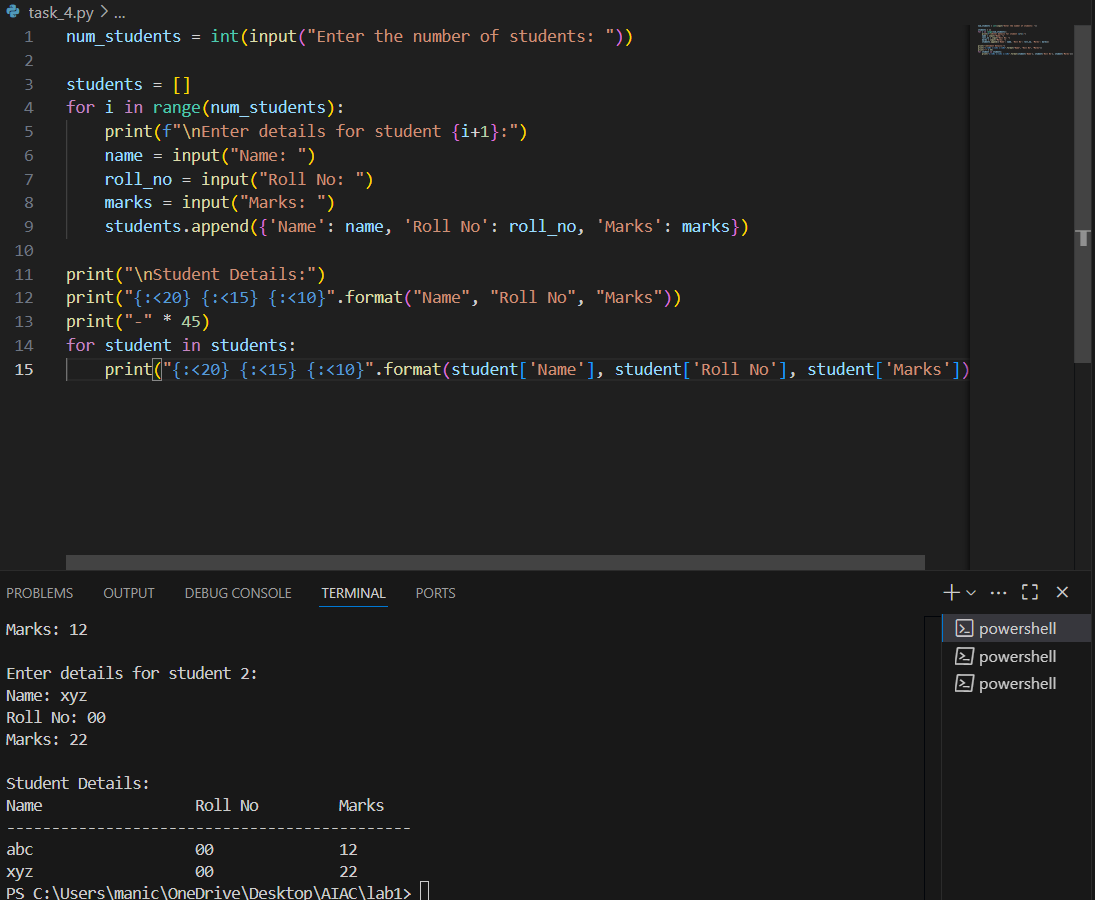 task_4.py > ...
1 num_students = int(input("Enter the number of students: "))
2
3 students = []
4 for i in range(num_students):
5     print(f"\nEnter details for student {i+1}:")
6     name = input("Name: ")
7     roll_no = input("Roll No: ")
8     marks = input("Marks: ")
9     students.append({'Name': name, 'Roll No': roll_no, 'Marks': marks})
10
11 print("\nStudent Details:")
12 print("{:<20} {:<15} {:<10}".format("Name", "Roll No", "Marks"))
13 print("-" * 45)
14 for student in students:
15     print("{:<20} {:<15} {:<10}".format(student['Name'], student['Roll No'], student['Marks'])
PROBLEMS OUTPUT DEBUG CONSOLE TERMINAL PORTS
Marks: 12

Enter details for student 2:
Name: xyz
Roll No: 00
Marks: 22

Student Details:
Name                 Roll No         Marks
---------------------------------------------
abc                  00              12
xyz                  00              22
PS C:\Users\manic\OneDrive\Desktop\AIAC\lab1>
powershell
powershell
powershell